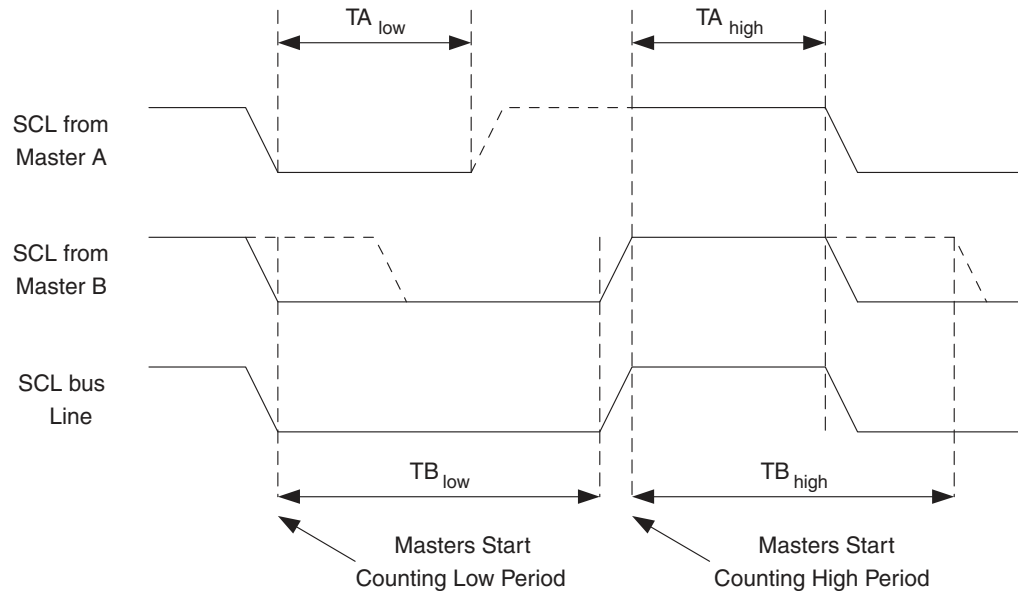 TA low
TA high
SCL from
Master A
SCL from
Master B
SCL bus
Line
TB low
TB high
Masters Start
Counting Low Period
Masters Start
Counting High Period